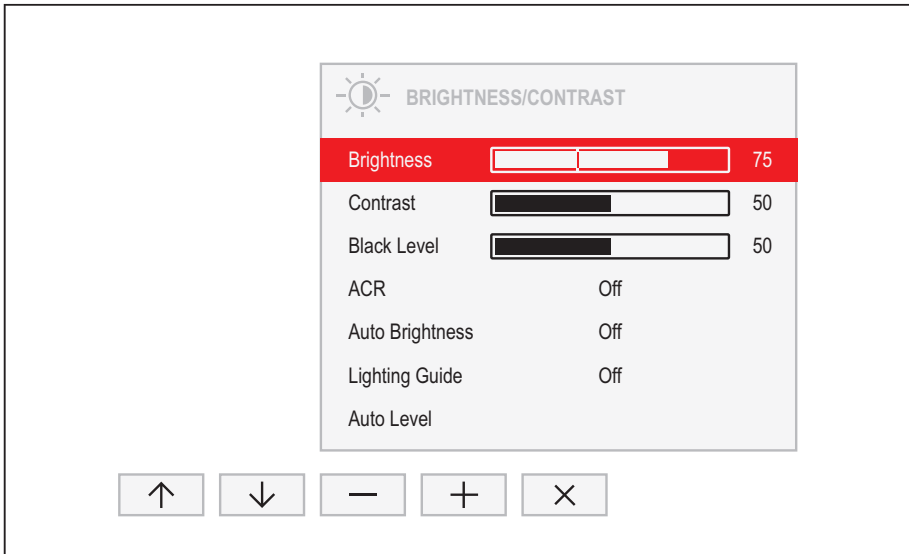 BRIGHTNESS/CONTRAST
Brightness 75
Contrast 50
Black Level 50
ACR Off
Auto Brightness Off
Lighting Guide Off
Auto Level